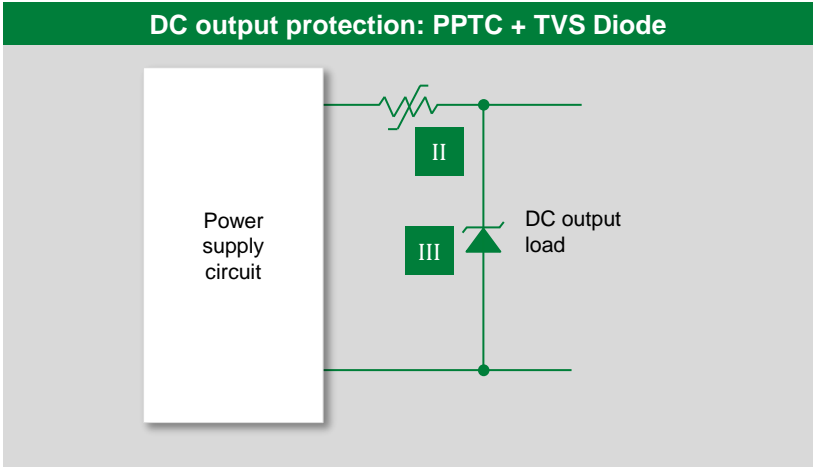 DC output protection: PPTC + TVS Diode
II
Power
supply
circuit
III
DC output
load